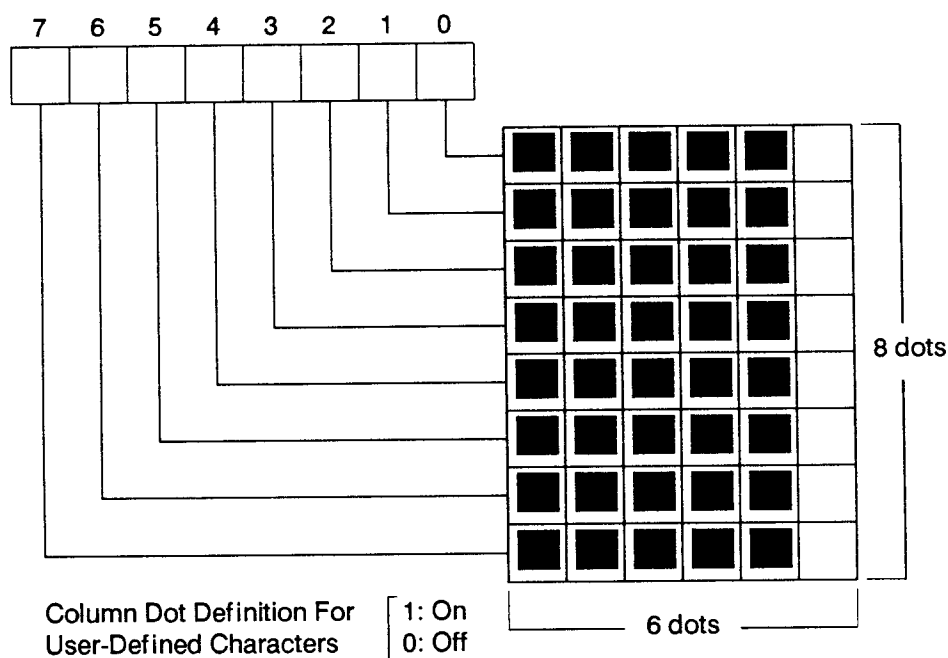 7 6 5 4 3 2 1 0
8 dots
6 dots
Column Dot Definition For
User-Defined Characters
1: On
0: Off